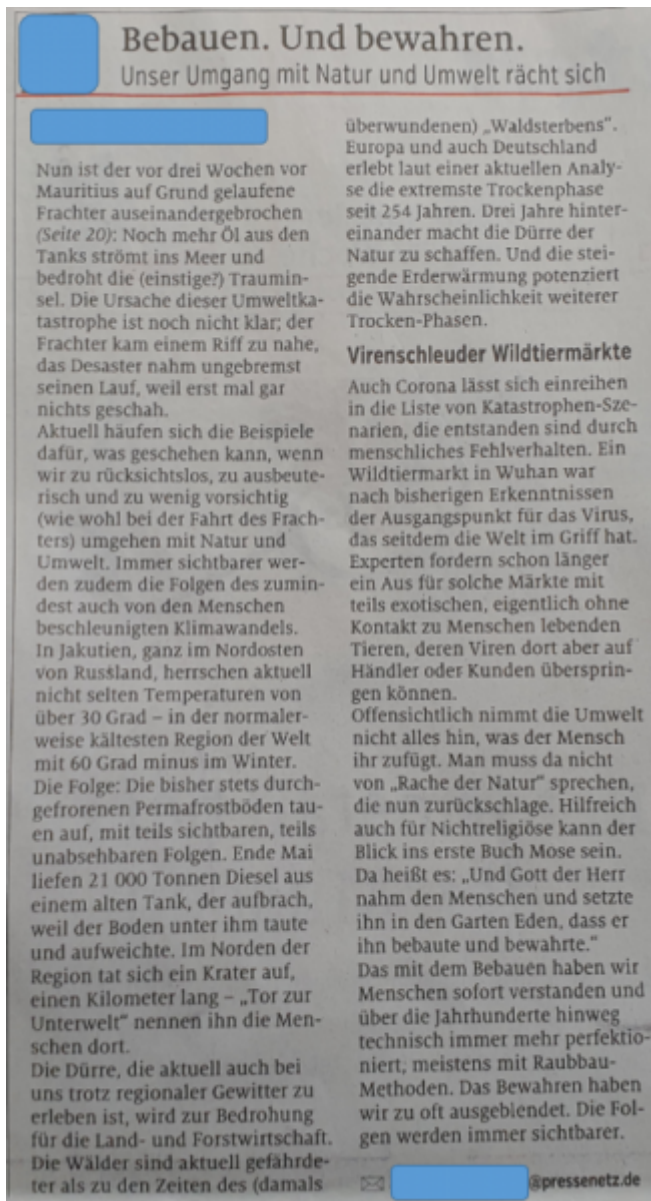 Bebauen. Und bewahren.
Unser Umgang mit Natur und Umwelt rächt sich
Nun ist der vor drei Wochen vor
Mauritius auf Grund gelaufene
Frachter auseinandergebrochen
(Seite 20): Noch mehr Öl aus den
Tanks strömt ins Meer und
bedroht die (einstige?) Traumin-
sel. Die Ursache dieser Umweltka-
tastrophe ist noch nicht klar; der
Frachter kam einem Riff zu nahe,
das Desaster nahm ungebremst
seinen Lauf, weil erst mal gar
nichts geschah.
Aktuell häufen sich die Beispiele
dafür, was geschehen kann, wenn
wir zu rücksichtslos, zu ausbeute-
risch und zu wenig vorsichtig
(wie wohl bei der Fahrt des Frach-
ters) umgehen mit Natur und
Umwelt. Immer sichtbarer wer-
den zudem die Folgen des zumin-
dest auch von den Menschen
beschleunigten Klimawandels.
In Jakutien, ganz im Nordosten
von Russland, herrschen aktuell
nicht selten Temperaturen von
über 30 Grad – in der normaler-
weise kältesten Region der Welt
mit 60 Grad minus im Winter.
Die Folge: Die bisher stets durch-
gefrorenen Permafrostböden tau-
en auf, mit teils sichtbaren, teils
unabsehbaren Folgen. Ende Mai
liefen 21 000 Tonnen Diesel aus
einem alten Tank, der aufbrach,
weil der Boden unter ihm taute
und aufweichte. Im Norden der
Region tat sich ein Krater auf,
einen Kilometer lang – „Tor zur
Unterwelt“ nennen ihn die Men-
schen dort.
Die Dürre, die aktuell auch bei
uns trotz regionaler Gewitter zu
erleben ist, wird zur Bedrohung
für die Land- und Forstwirtschaft.
Die Wälder sind aktuell gefährde-
ter als zu den Zeiten des (damals
überwundenen) „Waldsterbens“.
Europa und auch Deutschland
erlebt laut einer aktuellen Analy-
se die extremste Trockenphase
seit 254 Jahren. Drei Jahre hinter-
einander macht die Dürre der
Natur zu schaffen. Und die stei-
gende Erderwärmung potenziert
die Wahrscheinlichkeit weiterer
Trocken-Phasen.
Virenschleuder Wildtiermärkte
Auch Corona lässt sich einreihen
in die Liste von Katastrophen-Sze-
narien, die entstanden sind durch
menschliches Fehlverhalten. Ein
Wildtiermarkt in Wuhan war
nach bisherigen Erkenntnissen
der Ausgangspunkt für das Virus,
das seitdem die Welt im Griff hat.
Experten fordern schon länger
ein Aus für solche Märkte mit
teils exotischen, eigentlich ohne
Kontakt zu Menschen lebenden
Tieren, deren Viren dort aber auf
Händler oder Kunden übersprin-
gen können.
Offensichtlich nimmt die Umwelt
nicht alles hin, was der Mensch
ihr zufügt. Man muss da nicht
von „Rache der Natur“ sprechen,
die nun zurückschlage. Hilfreich
auch für Nichtreligiöse kann der
Blick ins erste Buch Mose sein.
Da heißt es: „Und Gott der Herr
nahm den Menschen und setzte
ihn in den Garten Eden, dass er
ihn bebaute und bewahrte.“
Das mit dem Bebauen haben wir
Menschen sofort verstanden und
über die Jahrhunderte hinweg
technisch immer mehr perfektio-
niert, meistens mit Raubbau-
Methoden. Das Bewahren haben
wir zu oft ausgeblendet. Die Fol-
gen werden immer sichtbarer.
@pressenetz.de